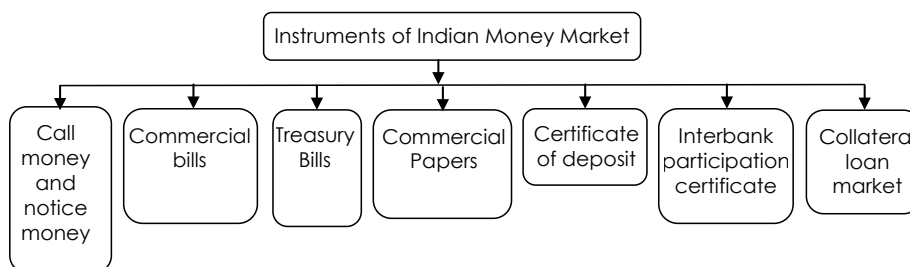 Instruments of Indian Money Market
Call
money
and
notice
money
Commercial
bills
Treasury
Bills
Commercial
Papers
Certificate
of deposit
Interbank
participation
certificate
Collatera
loan
market